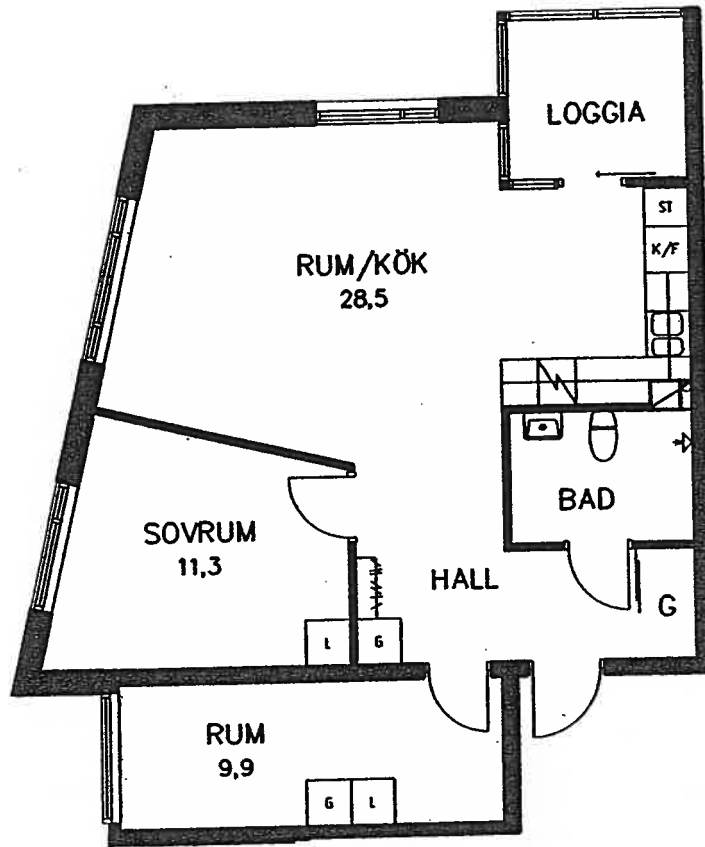 LOGGIA
ST
K/F
RUM/KÖK
28,5
BAD
SOVRUM
11,3
HALL
G
L
G
RUM
9,9
G
L